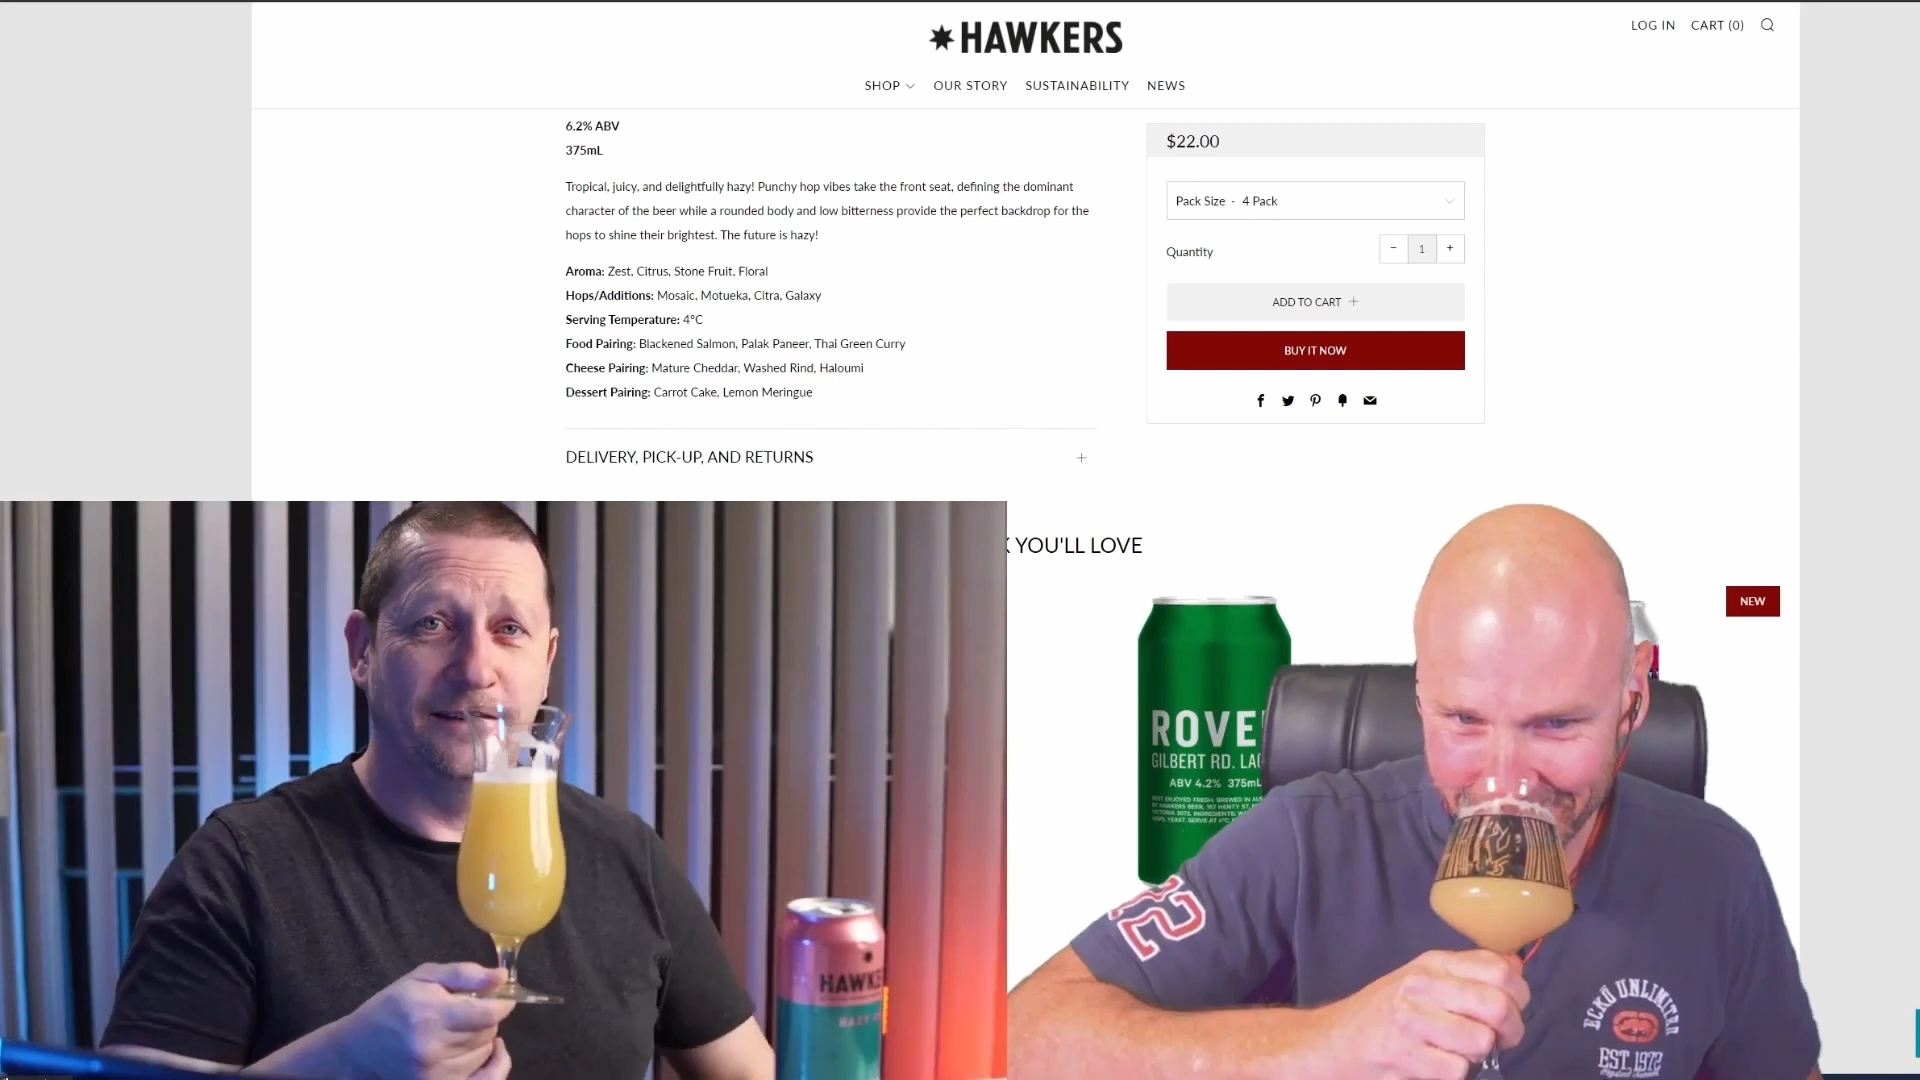 HAWKERS
LOG IN
CART (0)
SHOP
OUR STORY
SUSTAINABILITY
NEWS
6.2% ABV
375mL
Tropical, juicy, and delightfully hazy! Punchy hop vibes take the front seat, defining the dominant
character of the beer while a rounded body and low bitterness provide the perfect backdrop for the
hops to shine their brightest. The future is hazy!
Aroma: Zest, Citrus, Stone Fruit, Floral
Hops/Additions: Mosaic, Motueka, Citra, Galaxy
Serving Temperature: 4°C
Food Pairing: Blackened Salmon, Palak Paneer, Thai Green Curry
Cheese Pairing: Mature Cheddar, Washed Rind, Haloumi
Dessert Pairing: Carrot Cake, Lemon Meringue
DELIVERY, PICK-UP, AND RETURNS
$22.00
Pack Size - 4 Pack
Quantity
− 1 +
ADD TO CART +
BUY IT NOW
YOU'LL LOVE
NEW
ROVE
GILBERT RD. LA
ABV 4.2% 375mL
HAWKE
ECKŌ UNLIMITED
EST. 1972